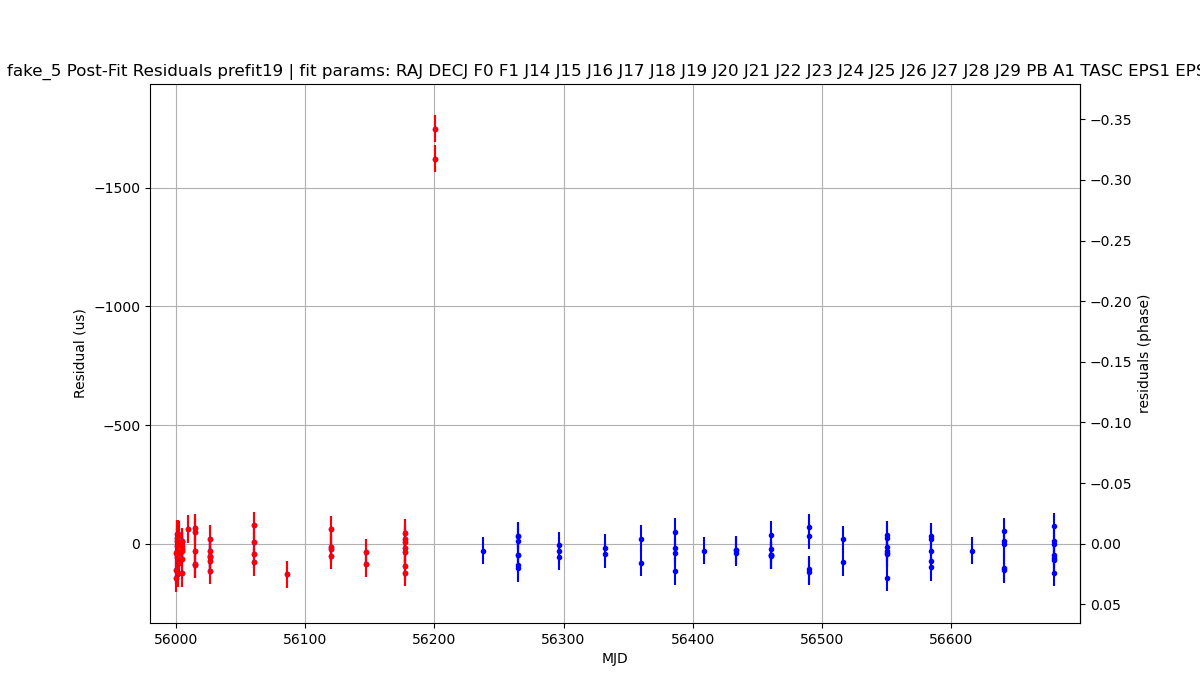 fake_5 Post-Fit Residuals prefit19 | fit params: RAJ DECJ F0 F1 J14 J15 J16 J17 J18 J19 J20 J21 J22 J23 J24 J25 J26 J27 J28 J29 PB A1 TASC EPS1 EPS
−0.35
−1500
−0.30
−0.25
−1000
−0.20
−0.15
−500
−0.10
−0.05
0
0.00
0.05
Residual (us)
residuals (phase)
56000 56100 56200 56300 56400 56500 56600
MJD